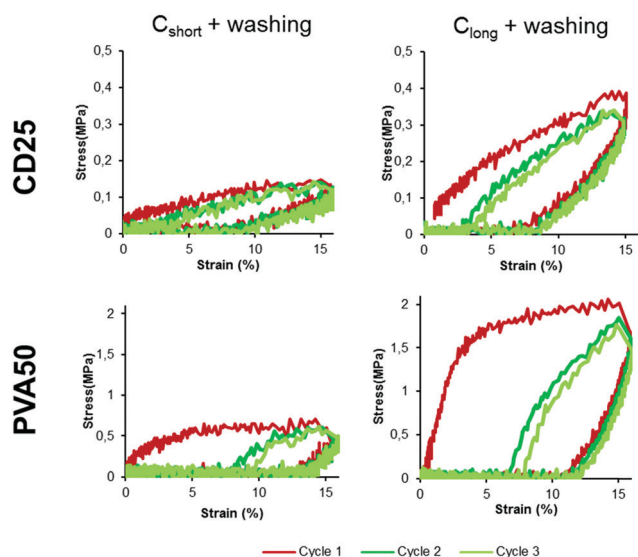 C_short + washing
C_long + washing
CD25
PVA50
Stress(MPa)
0,5
0,4
0,3
0,2
0,1
0
0
5
10
15
Strain (%)
Stress(MPa)
0,5
0,4
0,3
0,2
0,1
0
0
5
10
15
Strain (%)
Stress(MPa)
2
1,5
1
0,5
0
0
5
10
15
Strain (%)
Stress(MPa)
2
1,5
1
0,5
0
0
5
10
15
Strain (%)
Cycle 1
Cycle 2
Cycle 3